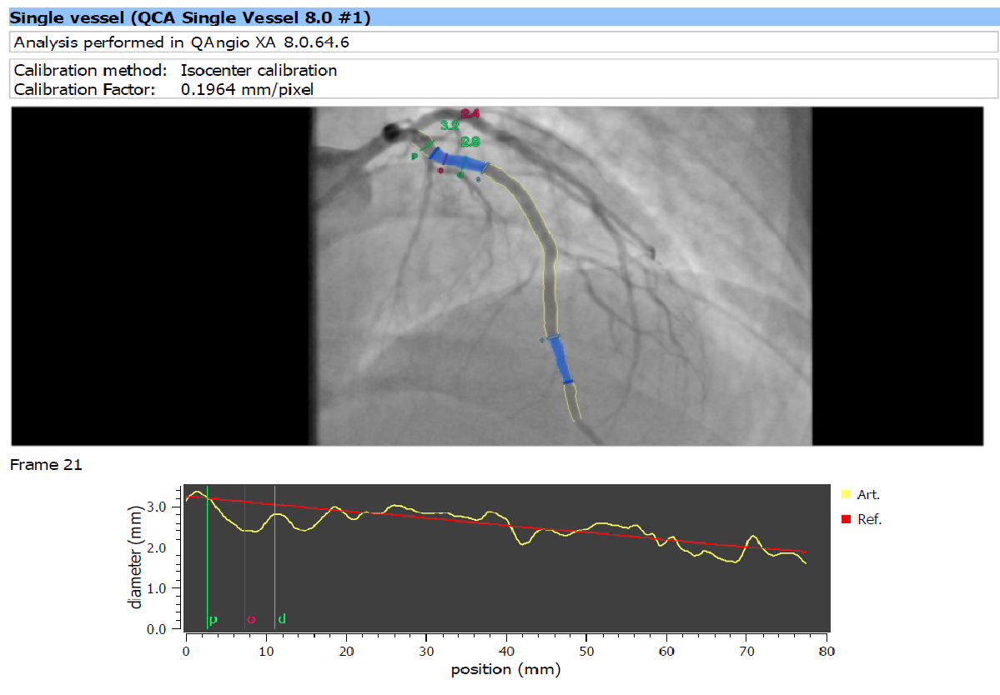 Single vessel (QCA Single Vessel 8.0 #1)
Analysis performed in QAngio XA 8.0.64.6
Calibration method: Isocenter calibration
Calibration Factor: 0.1964 mm/pixel
2.4
3.2
2.8
p
o
d
s
Frame 21
diameter (mm)
3.0
2.0
1.0
0.0
p o d
Art.
Ref.
0 10 20 30 40 50 60 70 80
position (mm)